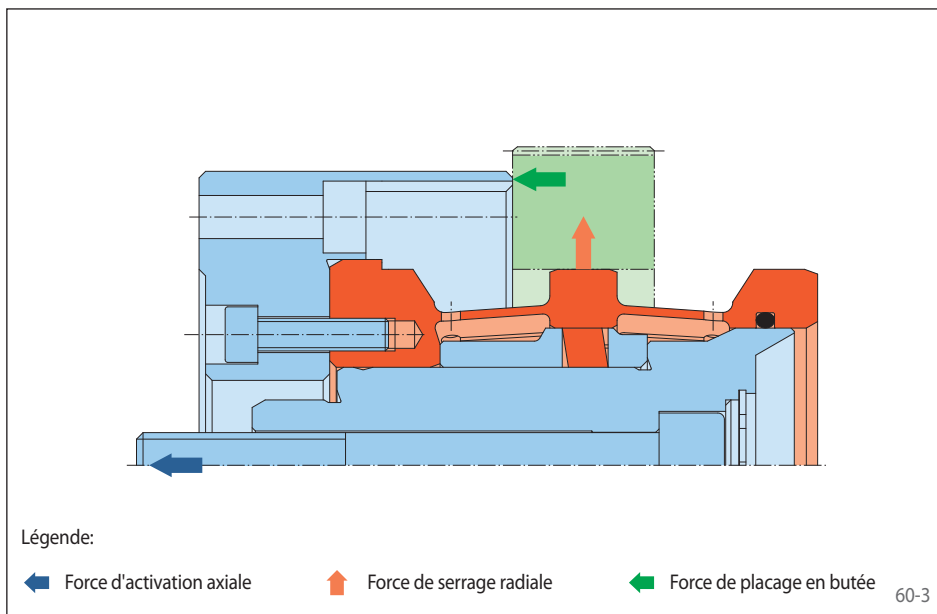 Légende:
Force d'activation axiale
Force de serrage radiale
Force de placage en butée
60-3